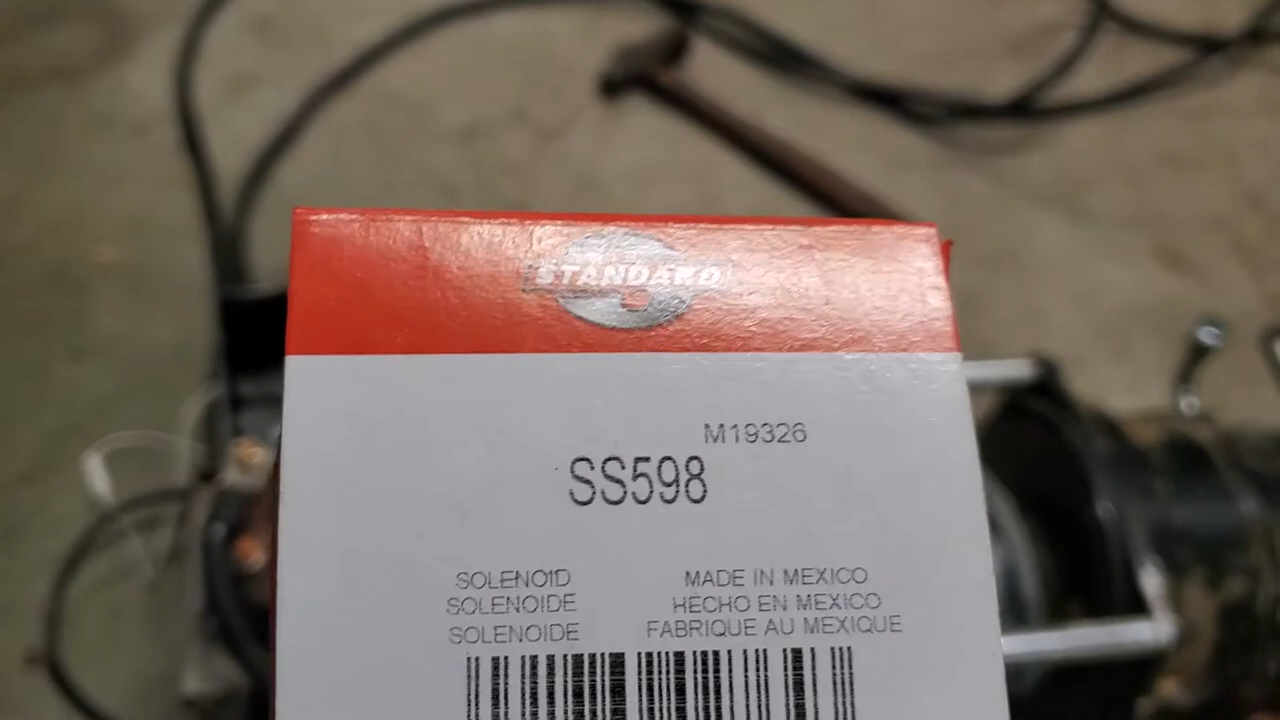 STANDARD
M19326
SS598
SOLENOID
SOLENOIDE
SOLENOIDE
MADE IN MEXICO
HECHO EN MEXICO
FABRIQUE AU MEXIQUE